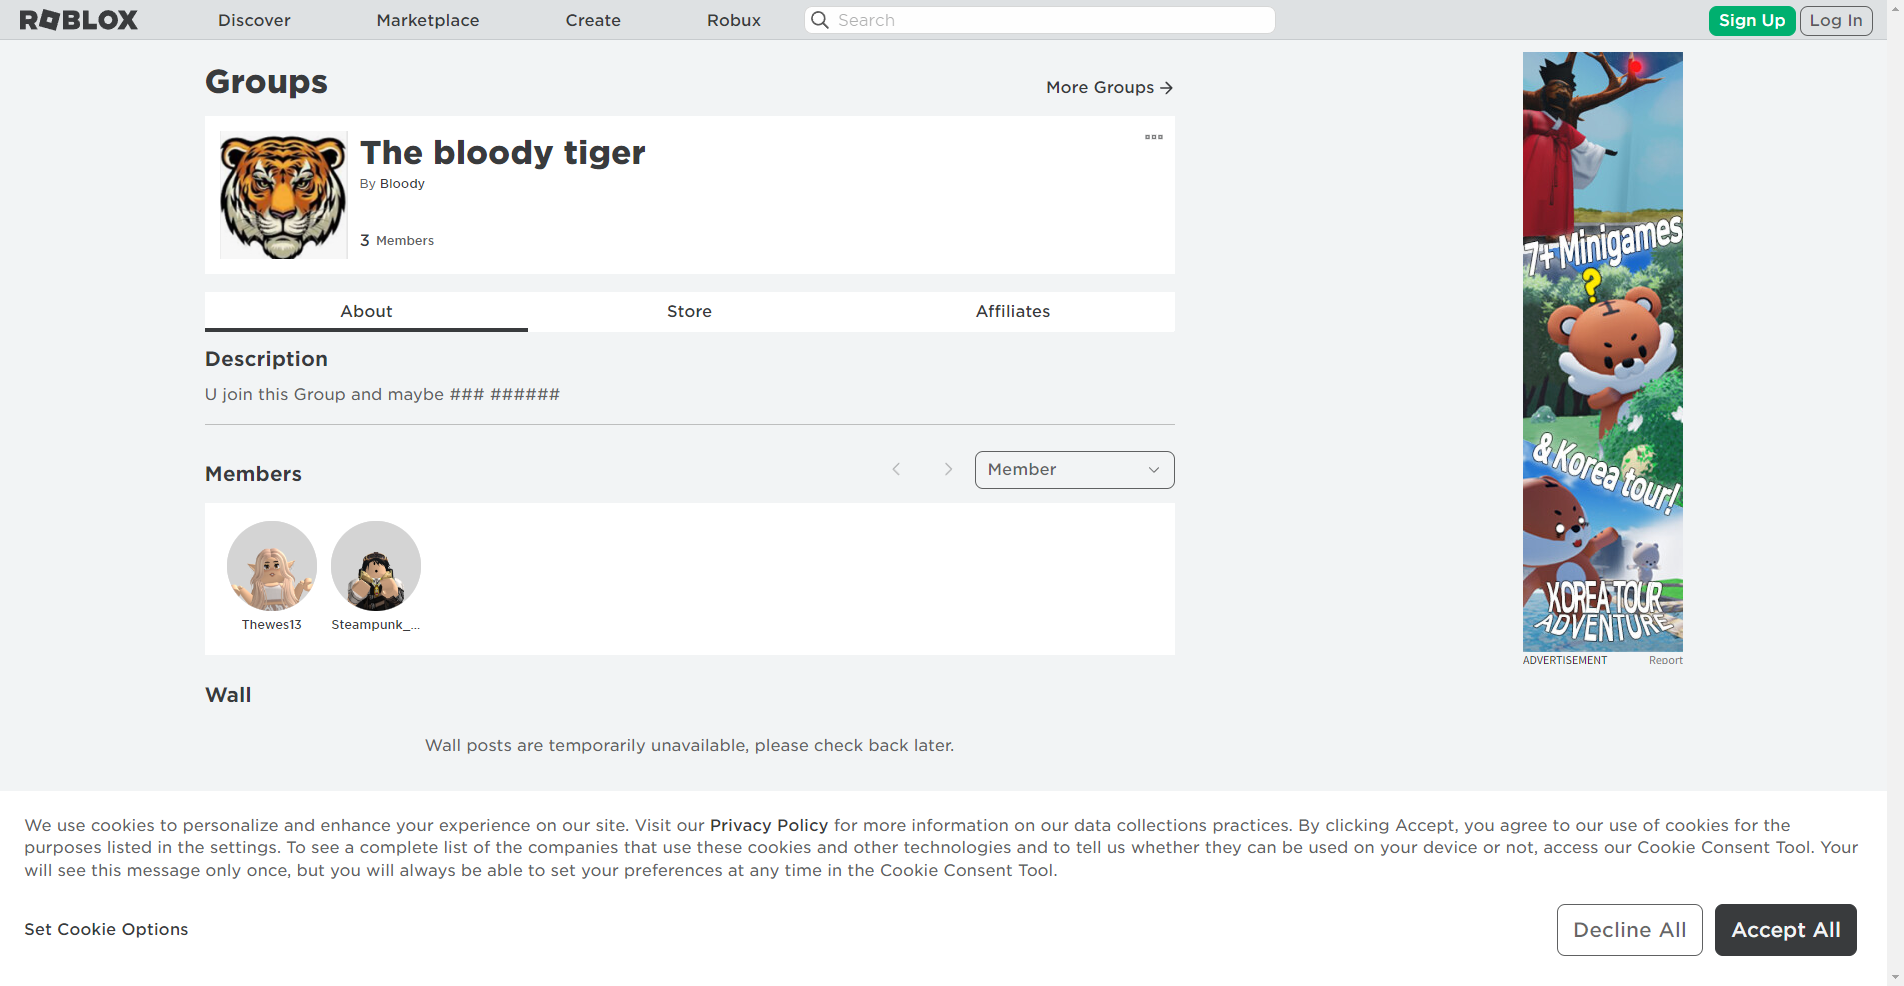 ROBLOX
Discover
Marketplace
Create
Robux
Search
Sign Up
Log In
Groups
More Groups
The bloody tiger
By Bloody
3 Members
About
Store
Affiliates
Description
U join this Group and maybe ### ######
Members
Member
Thewes13
Steampunk_...
Wall
Wall posts are temporarily unavailable, please check back later.
7+ Minigames
?
& Korea tour!
KOREA TOUR
ADVENTURE
ADVERTISEMENT
Report
We use cookies to personalize and enhance your experience on our site. Visit our Privacy Policy for more information on our data collections practices. By clicking Accept, you agree to our use of cookies for the
purposes listed in the settings. To see a complete list of the companies that use these cookies and other technologies and to tell us whether they can be used on your device or not, access our Cookie Consent Tool. Your
will see this message only once, but you will always be able to set your preferences at any time in the Cookie Consent Tool.
Set Cookie Options
Decline All
Accept All